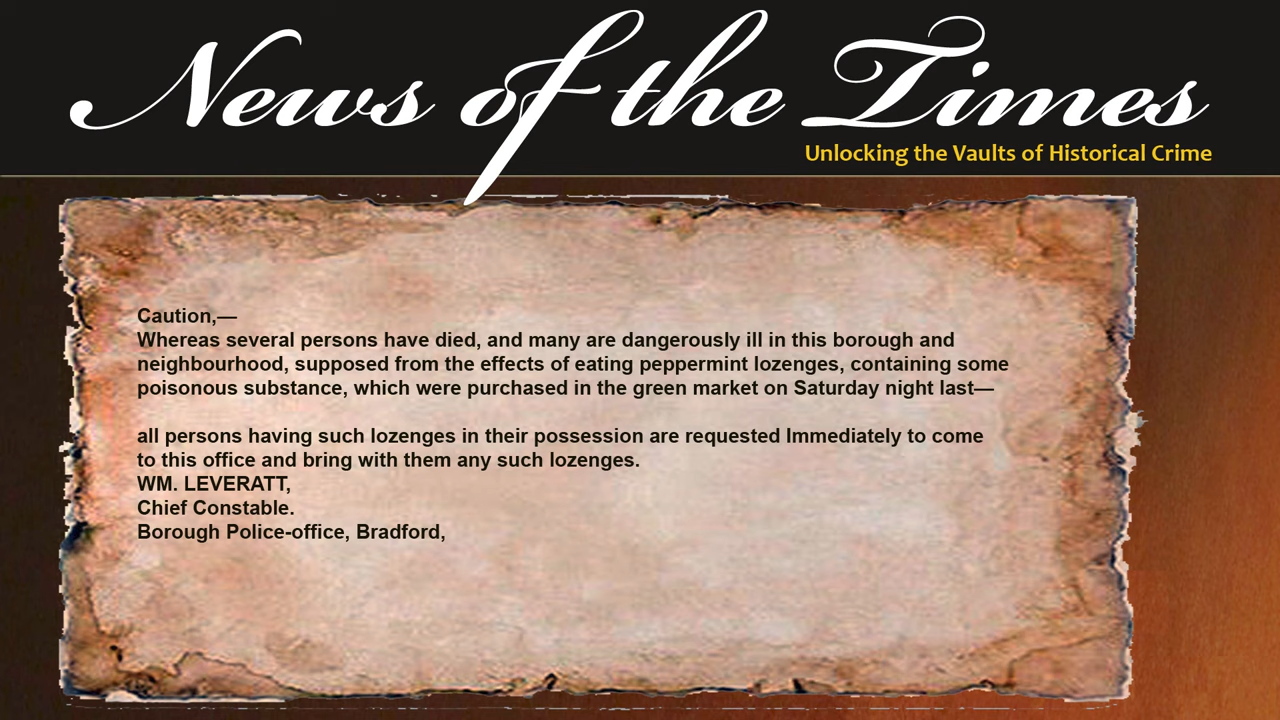 News of the Times
Unlocking the Vaults of Historical Crime
Caution,—
Whereas several persons have died, and many are dangerously ill in this borough and
neighbourhood, supposed from the effects of eating peppermint lozenges, containing some
poisonous substance, which were purchased in the green market on Saturday night last—
all persons having such lozenges in their possession are requested Immediately to come
to this office and bring with them any such lozenges.
WM. LEVERATT,
Chief Constable.
Borough Police-office, Bradford,